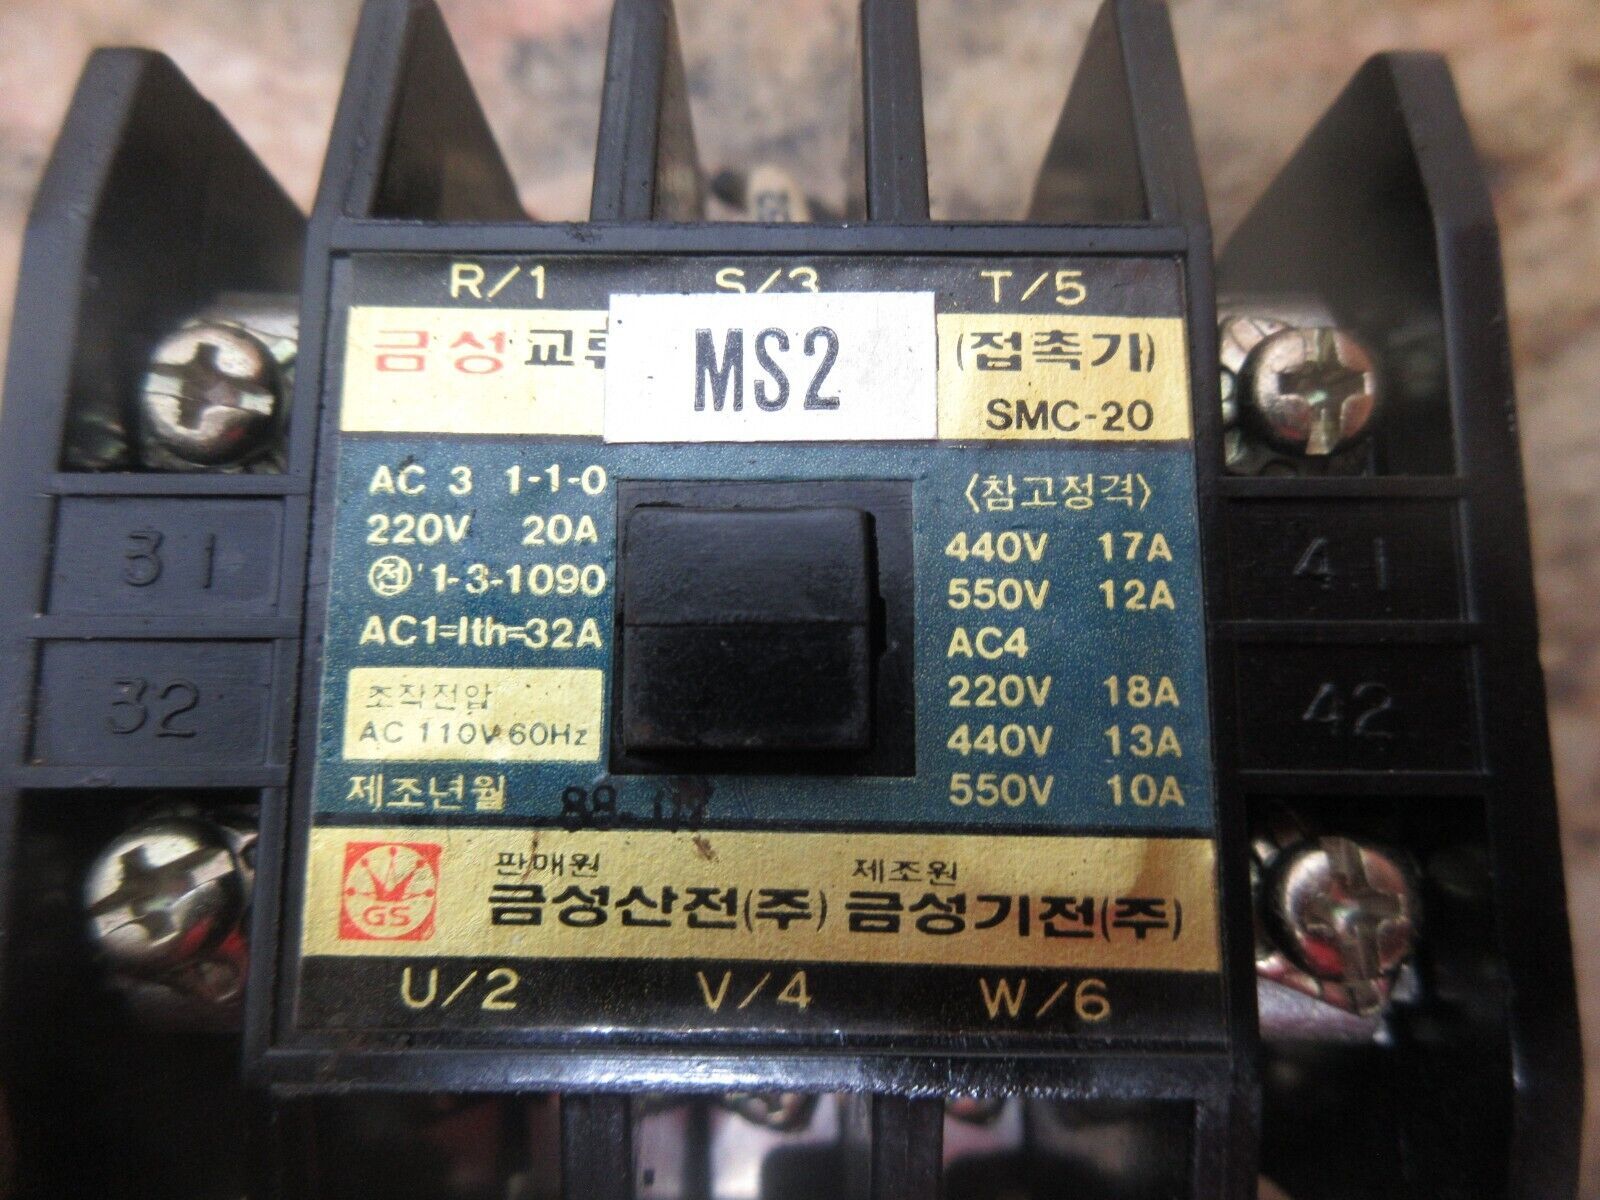 R/1 S/3 T/5
금성 교류 (접촉기)
MS2
SMC-20
AC 3 1-1-0
220V 20A
전 1-3-1090
AC1=Ith=32A
조작전압
AC 110V 60Hz
제조년월 88
〈참고정격〉
440V 17A
550V 12A
AC4
220V 18A
440V 13A
550V 10A
31
32
41
42
GS
판매원
금성산전(주)
제조원
금성기전(주)
U/2 V/4 W/6